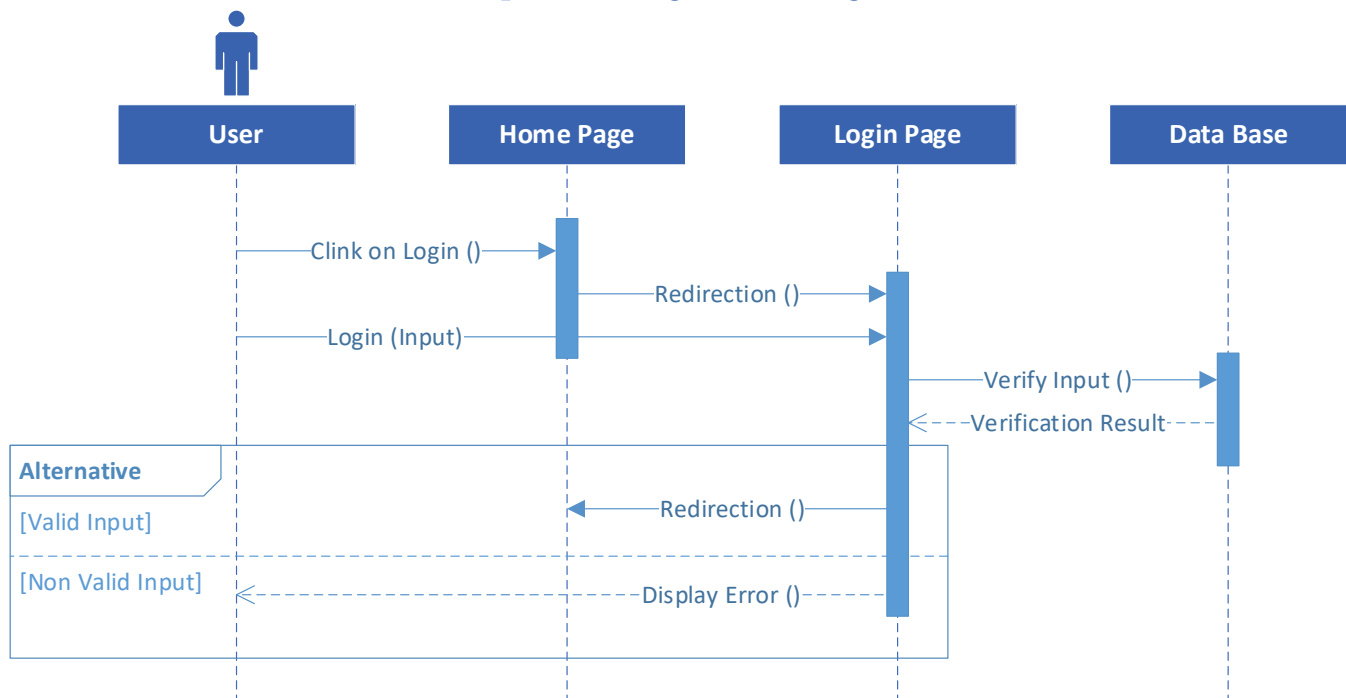 User
Home Page
Login Page
Data Base
Clink on Login ()
Redirection ()
Login (Input)
Verify Input ()
Verification Result
Alternative
[Valid Input]
Redirection ()
[Non Valid Input]
Display Error ()